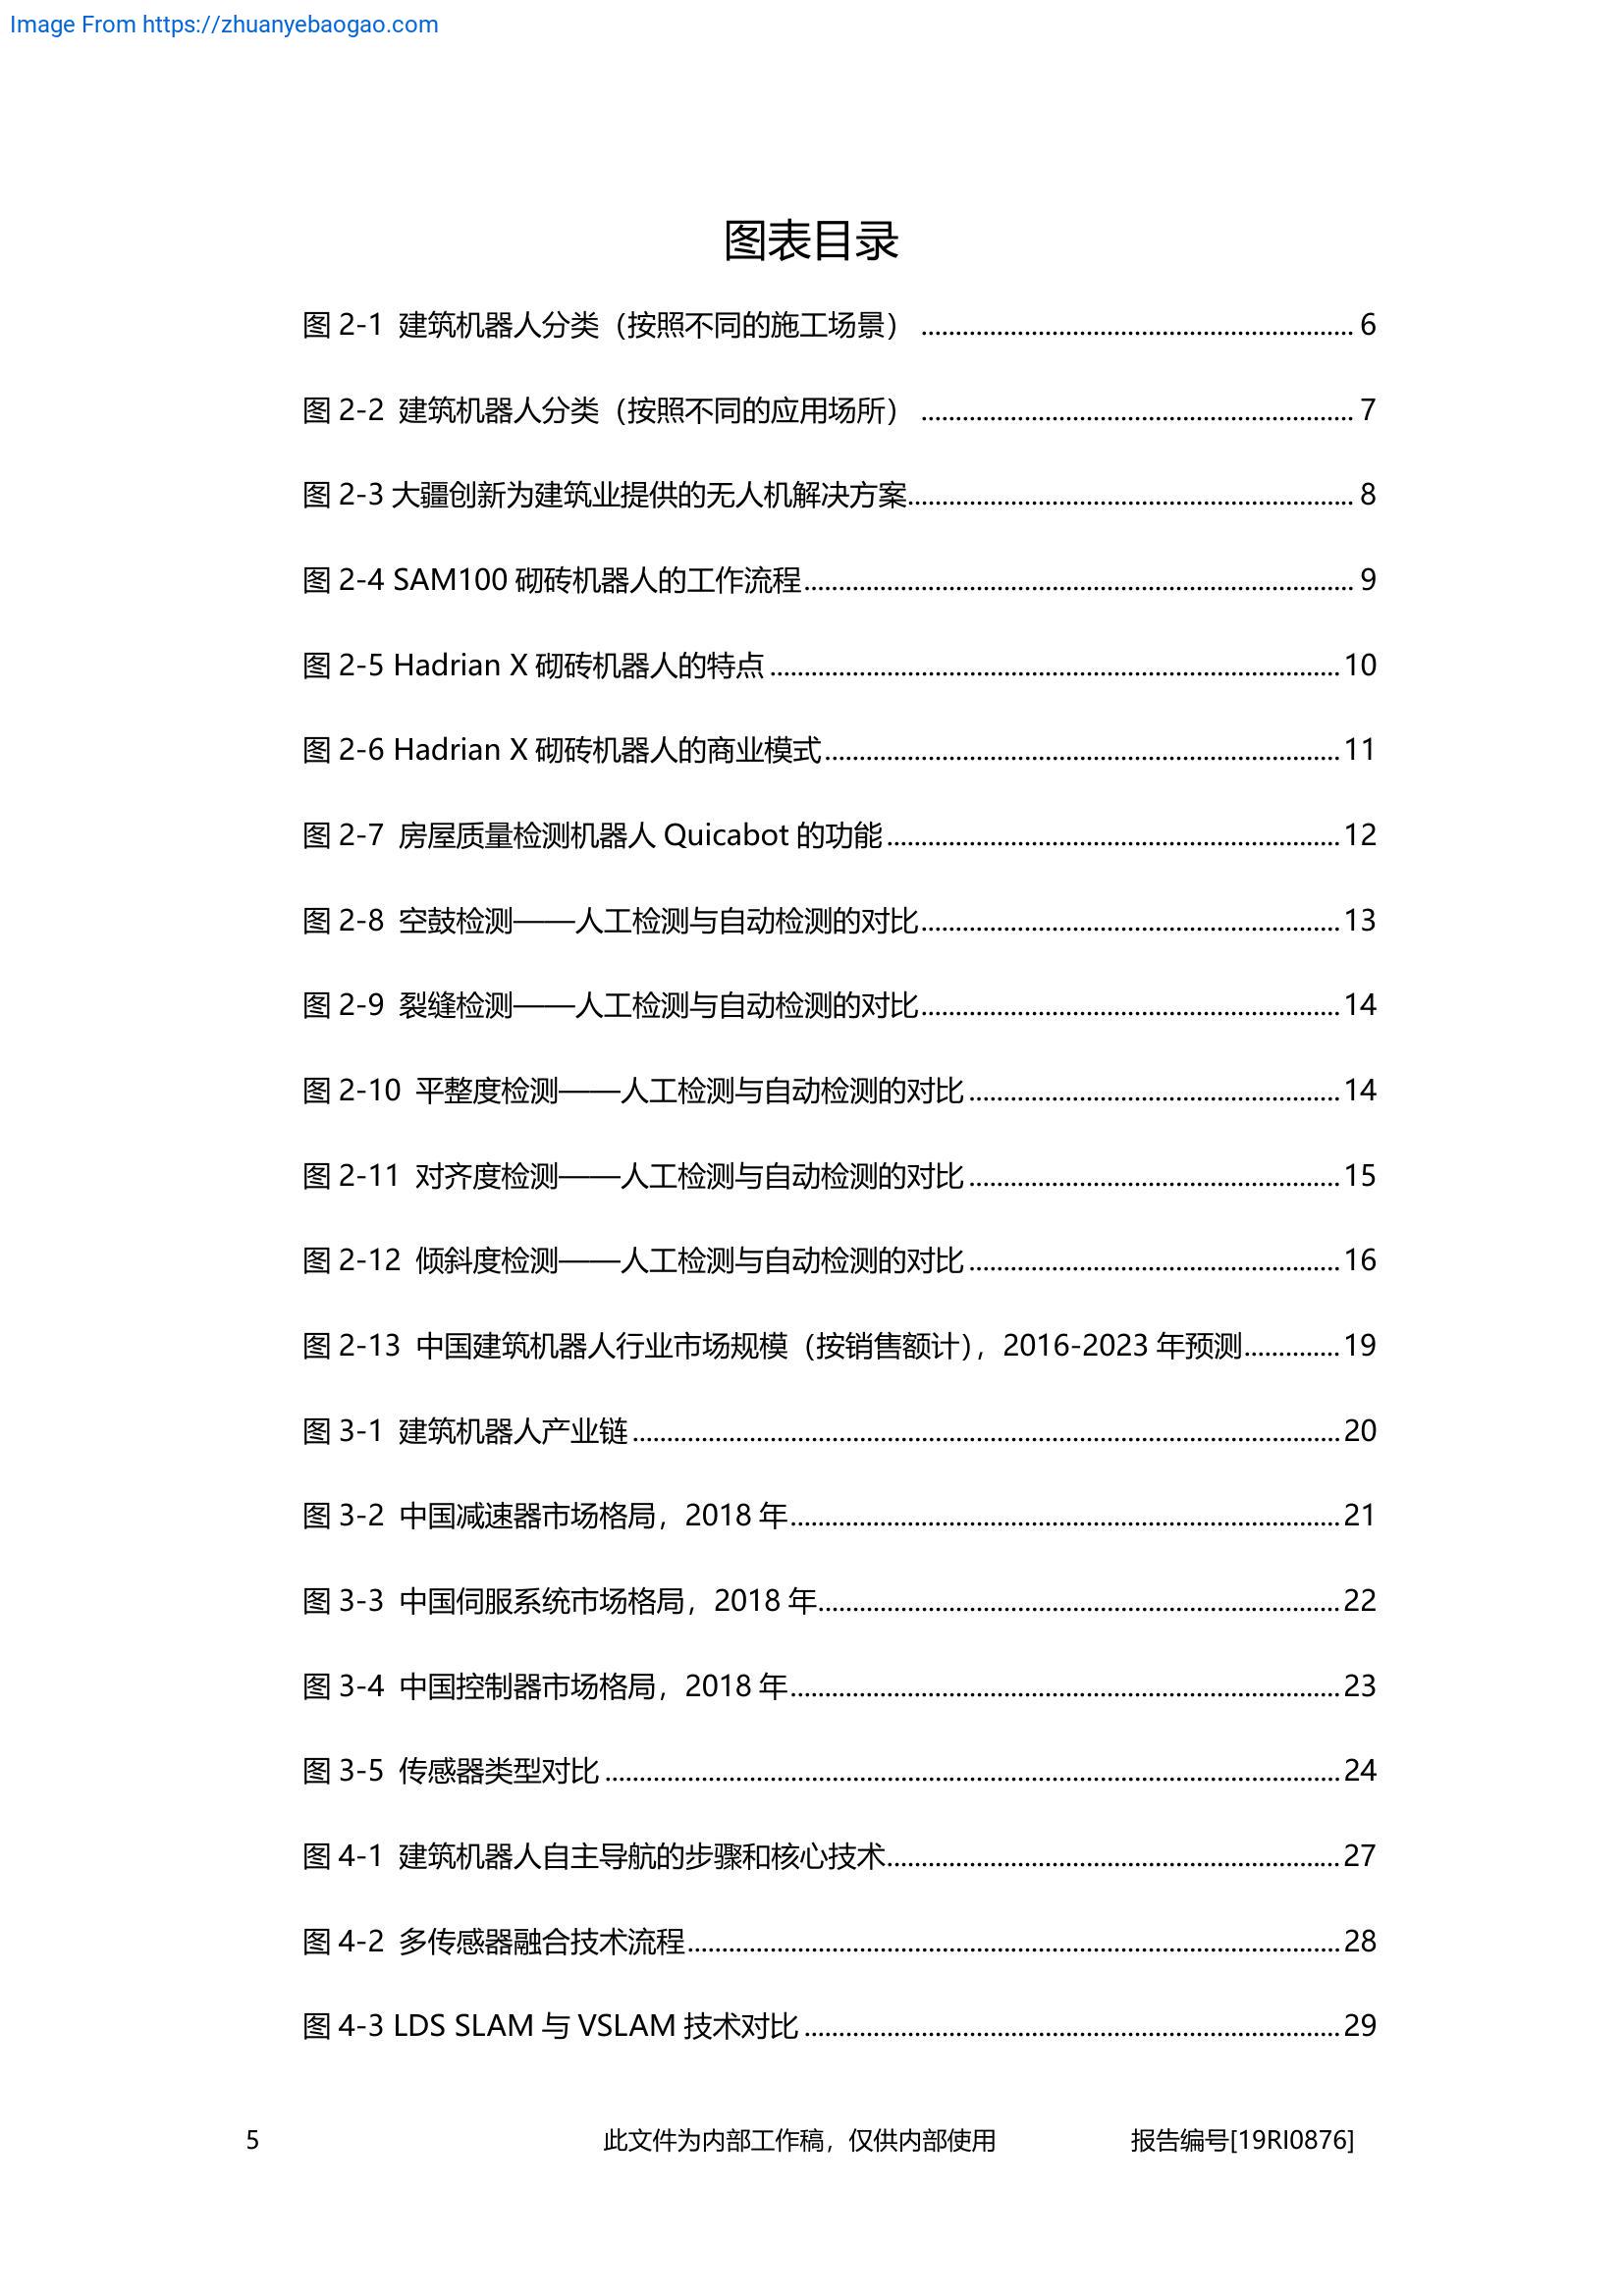 Image From https://zhuanyebaogao.com
图表目录
图 2-1 建筑机器人分类（按照不同的施工场景） ................................................................ 6
图 2-2 建筑机器人分类（按照不同的应用场所） ................................................................ 7
图 2-3 大疆创新为建筑业提供的无人机解决方案................................................................ 8
图 2-4 SAM100 砌砖机器人的工作流程................................................................ 9
图 2-5 Hadrian X 砌砖机器人的特点 ................................................................ 10
图 2-6 Hadrian X 砌砖机器人的商业模式................................................................ 11
图 2-7 房屋质量检测机器人 Quicabot 的功能 ................................................................ 12
图 2-8 空鼓检测——人工检测与自动检测的对比................................................................ 13
图 2-9 裂缝检测——人工检测与自动检测的对比................................................................ 14
图 2-10 平整度检测——人工检测与自动检测的对比 ................................................................ 14
图 2-11 对齐度检测——人工检测与自动检测的对比 ................................................................ 15
图 2-12 倾斜度检测——人工检测与自动检测的对比 ................................................................ 16
图 2-13 中国建筑机器人行业市场规模（按销售额计），2016-2023 年预测.............. 19
图 3-1 建筑机器人产业链 ................................................................ 20
图 3-2 中国减速器市场格局，2018 年................................................................ 21
图 3-3 中国伺服系统市场格局，2018 年................................................................ 22
图 3-4 中国控制器市场格局，2018 年................................................................ 23
图 3-5 传感器类型对比 ................................................................ 24
图 4-1 建筑机器人自主导航的步骤和核心技术................................................................ 27
图 4-2 多传感器融合技术流程................................................................ 28
图 4-3 LDS SLAM 与 VSLAM 技术对比 ................................................................ 29
5 此文件为内部工作稿，仅供内部使用 报告编号[19RI0876]